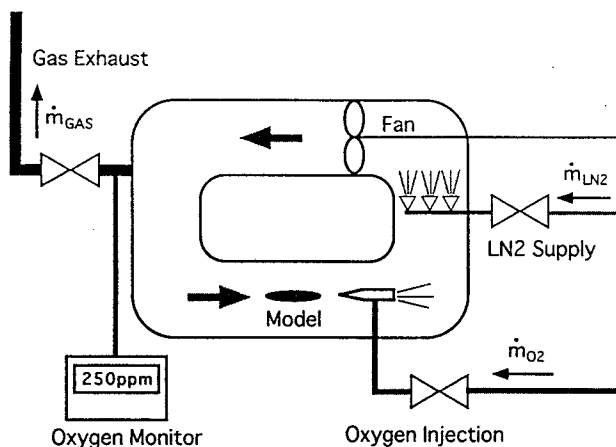 Gas Exhaust
ṁGAS
Fan
ṁLN2
LN2 Supply
Model
ṁO2
250ppm
Oxygen Monitor
Oxygen Injection